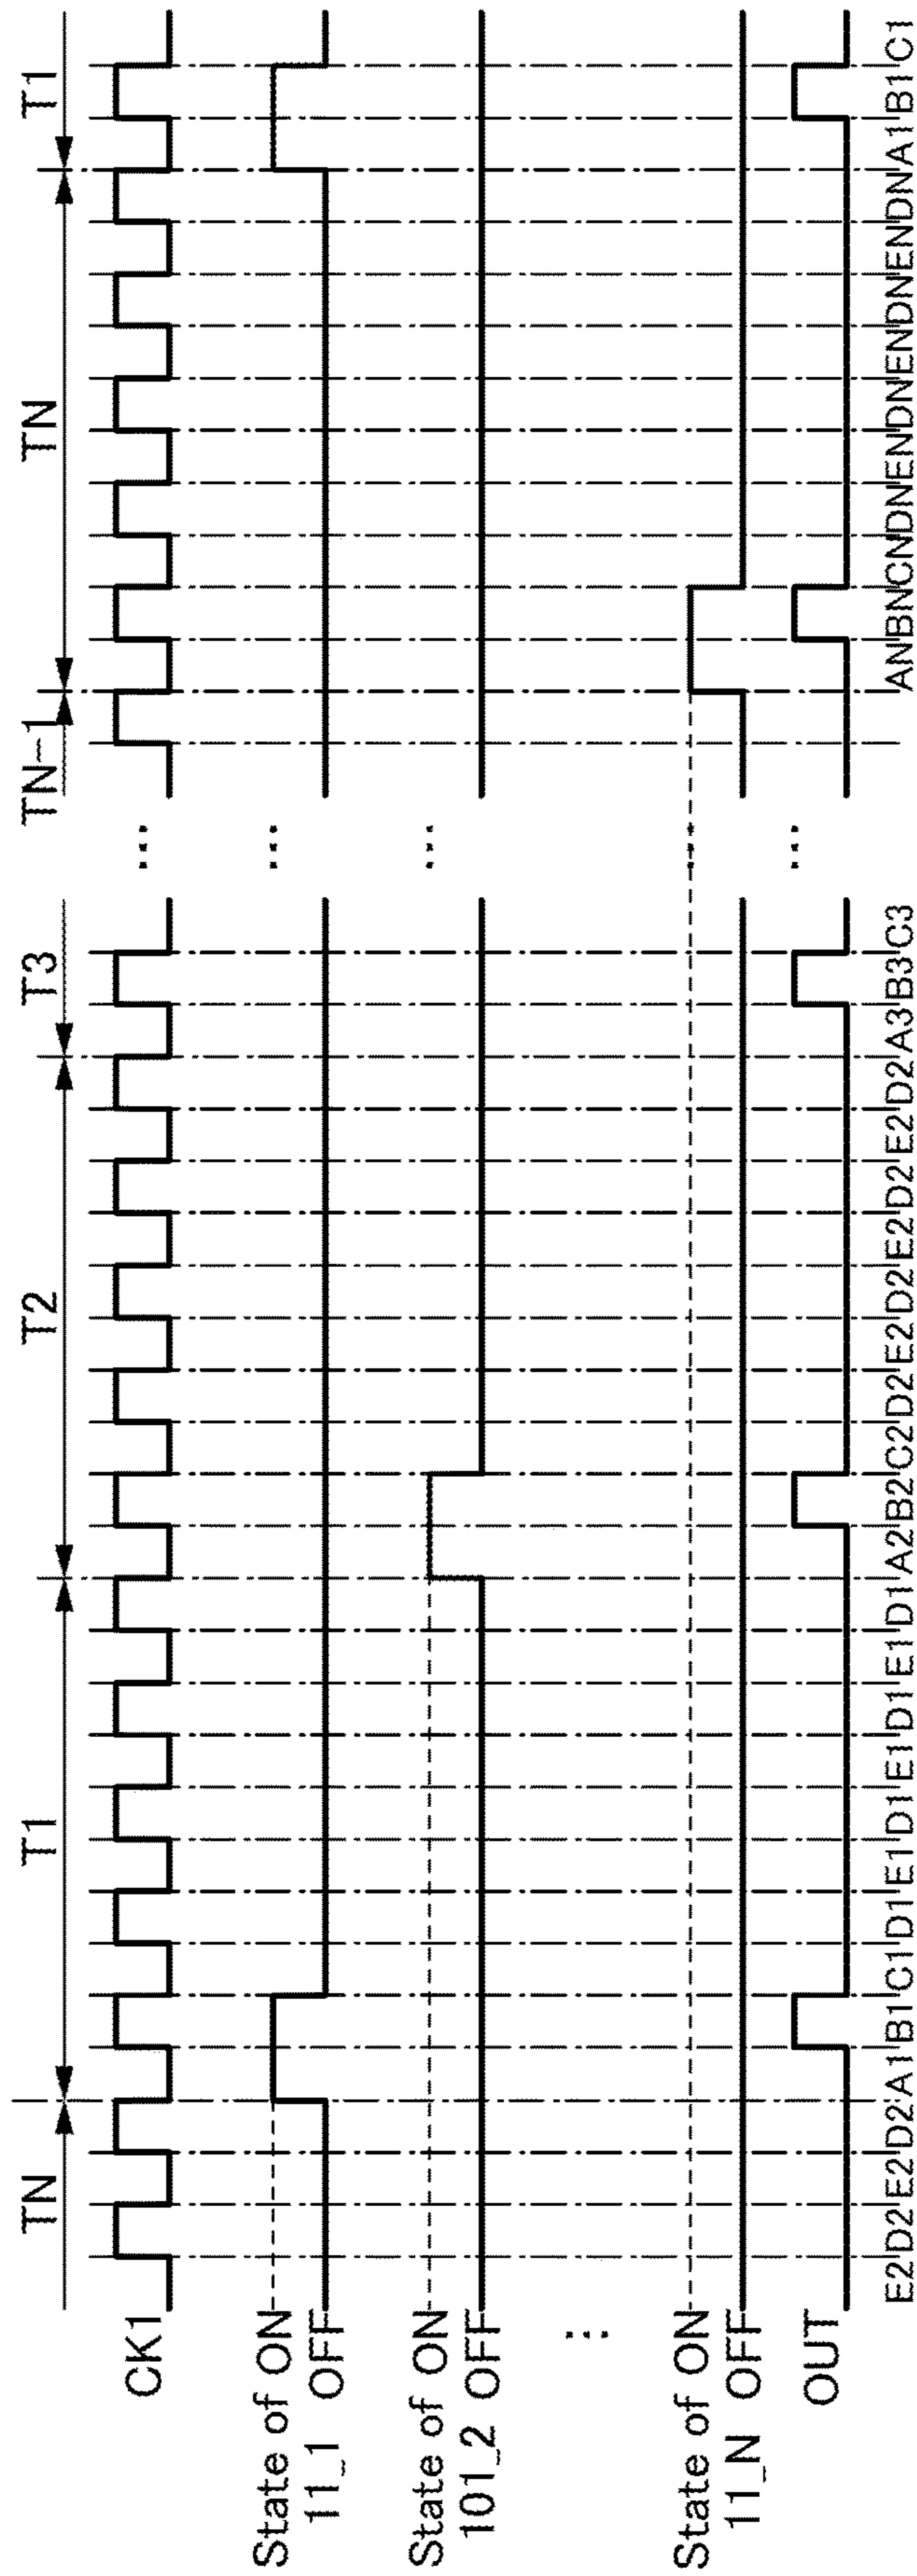 TN T1 T2 T3 ... TN-1 TN T1
CK1 ...
State of ON ...
11_1 OFF
State of ON ...
101_2 OFF
...
State of ON ...
11_N OFF
OUT ...
E2 D2 E2 D2 A1 B1 C1 D1 E1 D1 E1 D1 E1 D1 A2 B2 C2 D2 E2 D2 E2 D2 E2 D2 A3 B3 C3 AN BN CN DN EN DN EN DN EN DN A1 B1 C1